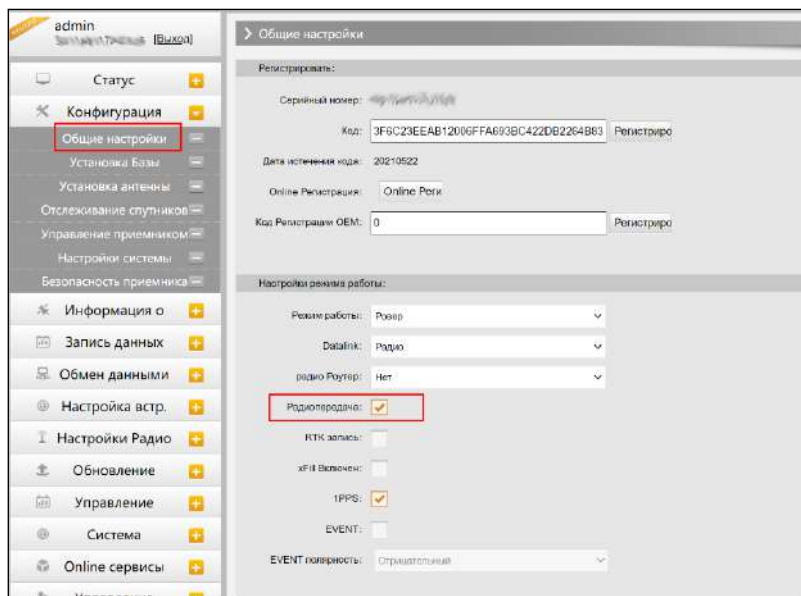 admin
[Выход]
Статус
Конфигурация
Общие настройки
Установка Базы
Установка антенны
Отслеживание спутников
Управление приемником
Настройки системы
Безопасность приемника
Информация о
Запись данных
Обмен данными
Настройка встр.
Настройки Радио
Обновление
Управление
Система
Online сервисы
Управление
Общие настройки
Регистрировать:
Серийный номер:
Код: 3F6C23EEAB12006FFA693BC422DB2264B83 Регистриро
Дата истечения кода: 20210522
Online Регистрация: Online Реги
Код Регистрации OEM: 0 Регистриро
Настройки режима работы:
Режим работы: Ровер
Datalink: Радио
радио Роутер: Нет
Радиопередача:
RTK запись:
xFill Включен:
1PPS:
EVENT:
EVENT полярность: Отрицательный